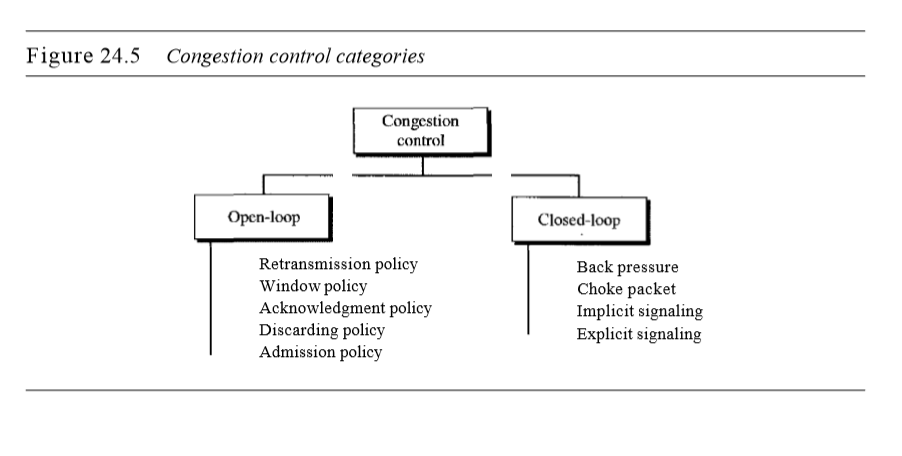 Figure 24.5 Congestion control categories
Congestion
control
Open-loop
Closed-loop
Retransmission policy
Window policy
Acknowledgment policy
Discarding policy
Admission policy
Back pressure
Choke packet
Implicit signaling
Explicit signaling